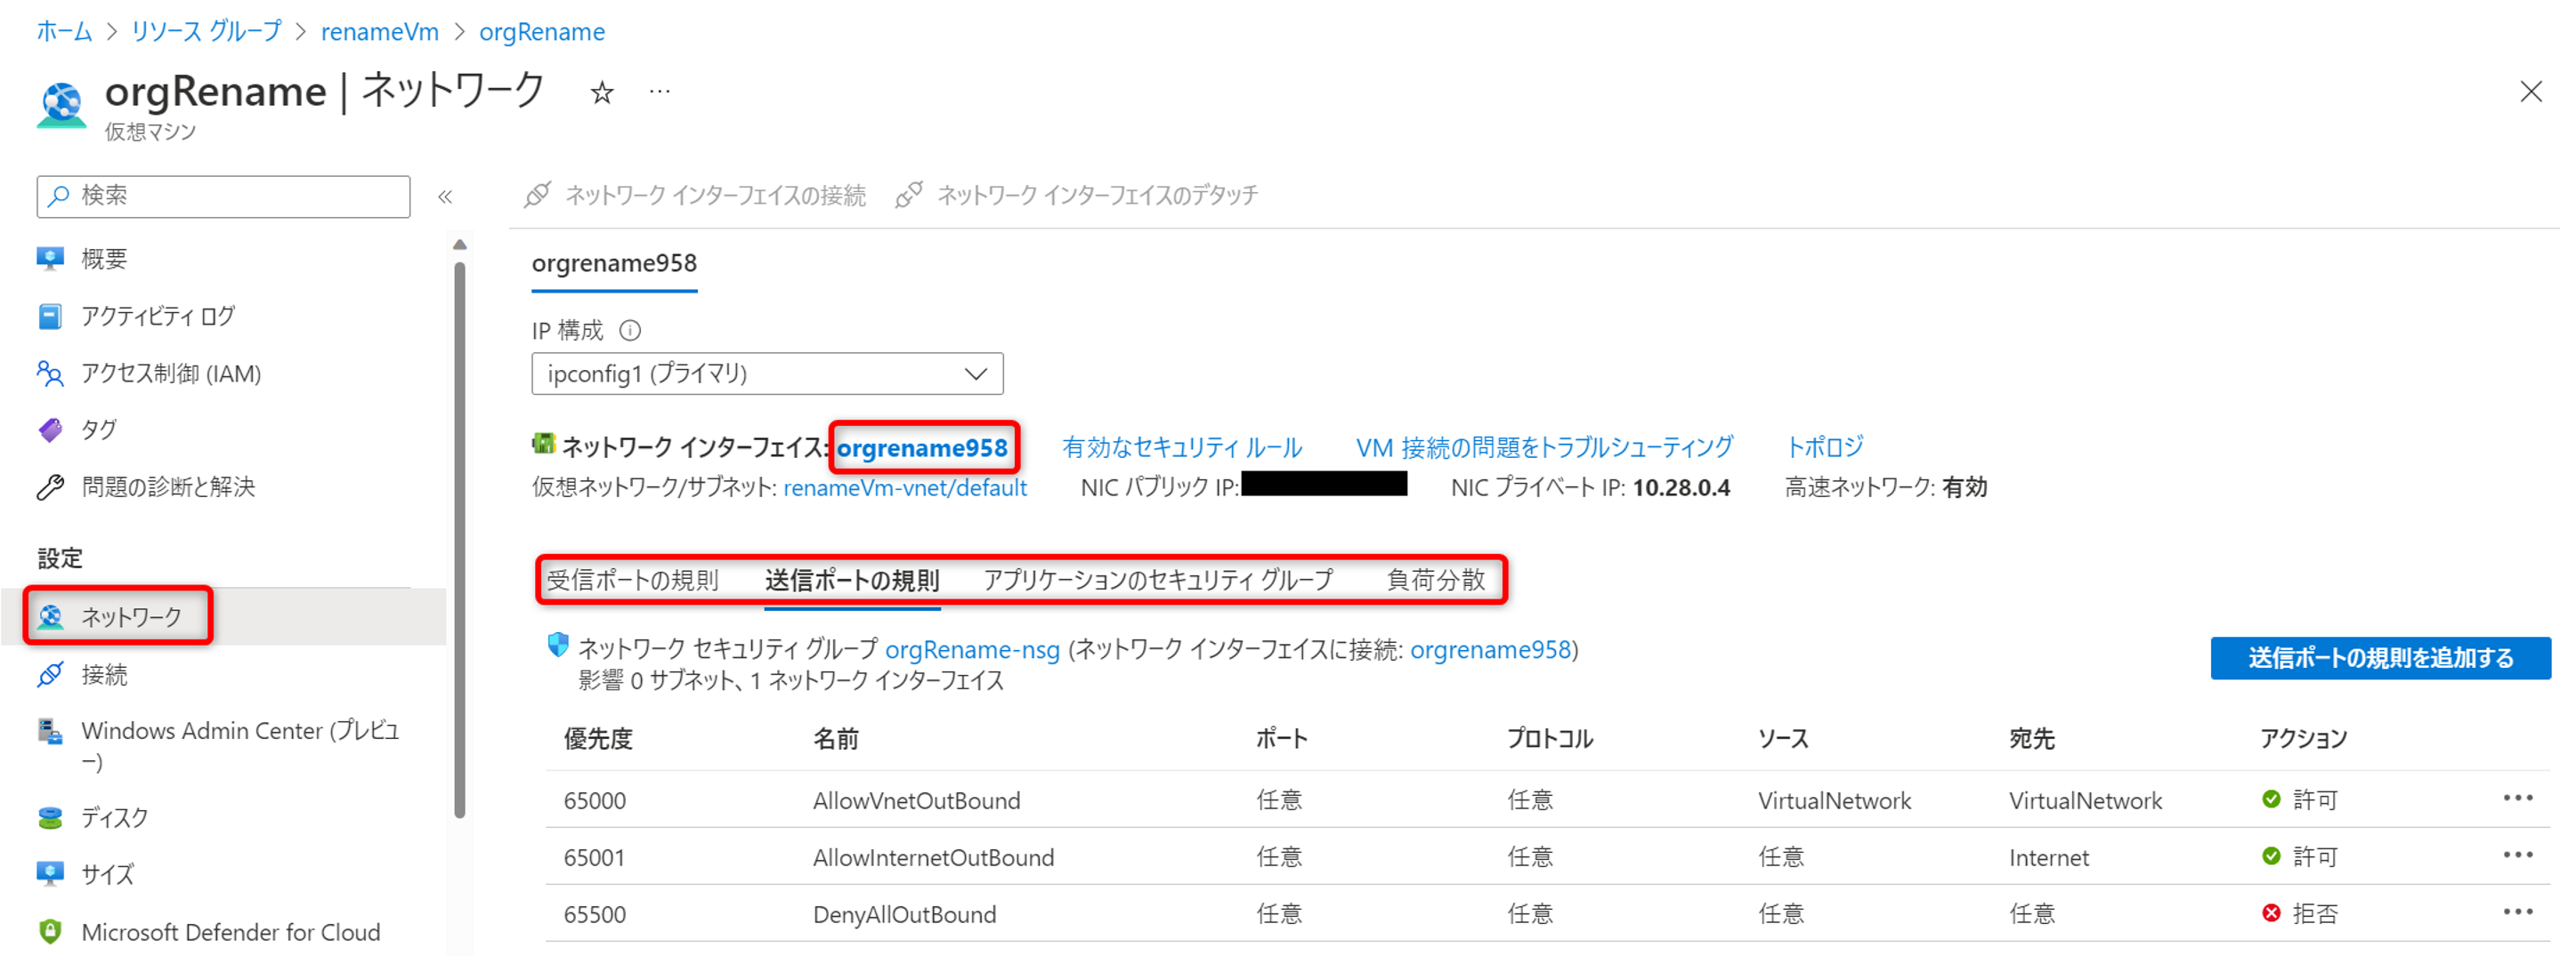 ホーム > リソース グループ > renameVm > orgRename
orgRename | ネットワーク ☆ …
仮想マシン
検索 «
概要
アクティビティ ログ
アクセス制御 (IAM)
タグ
問題の診断と解決
設定
ネットワーク
接続
Windows Admin Center (プレビュ
ー)
ディスク
サイズ
Microsoft Defender for Cloud
ネットワーク インターフェイスの接続 ネットワーク インターフェイスのデタッチ
orgrename958
IP 構成
ipconfig1 (プライマリ)
ネットワーク インターフェイス: orgrename958 有効なセキュリティ ルール VM 接続の問題をトラブルシューティング トポロジ
仮想ネットワーク/サブネット: renameVm-vnet/default NIC パブリック IP: NIC プライベート IP: 10.28.0.4 高速ネットワーク: 有効
受信ポートの規則 送信ポートの規則 アプリケーションのセキュリティ グループ 負荷分散
ネットワーク セキュリティ グループ orgRename-nsg (ネットワーク インターフェイスに接続: orgrename958)
影響 0 サブネット、1 ネットワーク インターフェイス
送信ポートの規則を追加する
優先度 名前 ポート プロトコル ソース 宛先 アクション
65000 AllowVnetOutBound 任意 任意 VirtualNetwork VirtualNetwork 許可 •••
65001 AllowInternetOutBound 任意 任意 任意 Internet 許可 •••
65500 DenyAllOutBound 任意 任意 任意 任意 拒否 •••